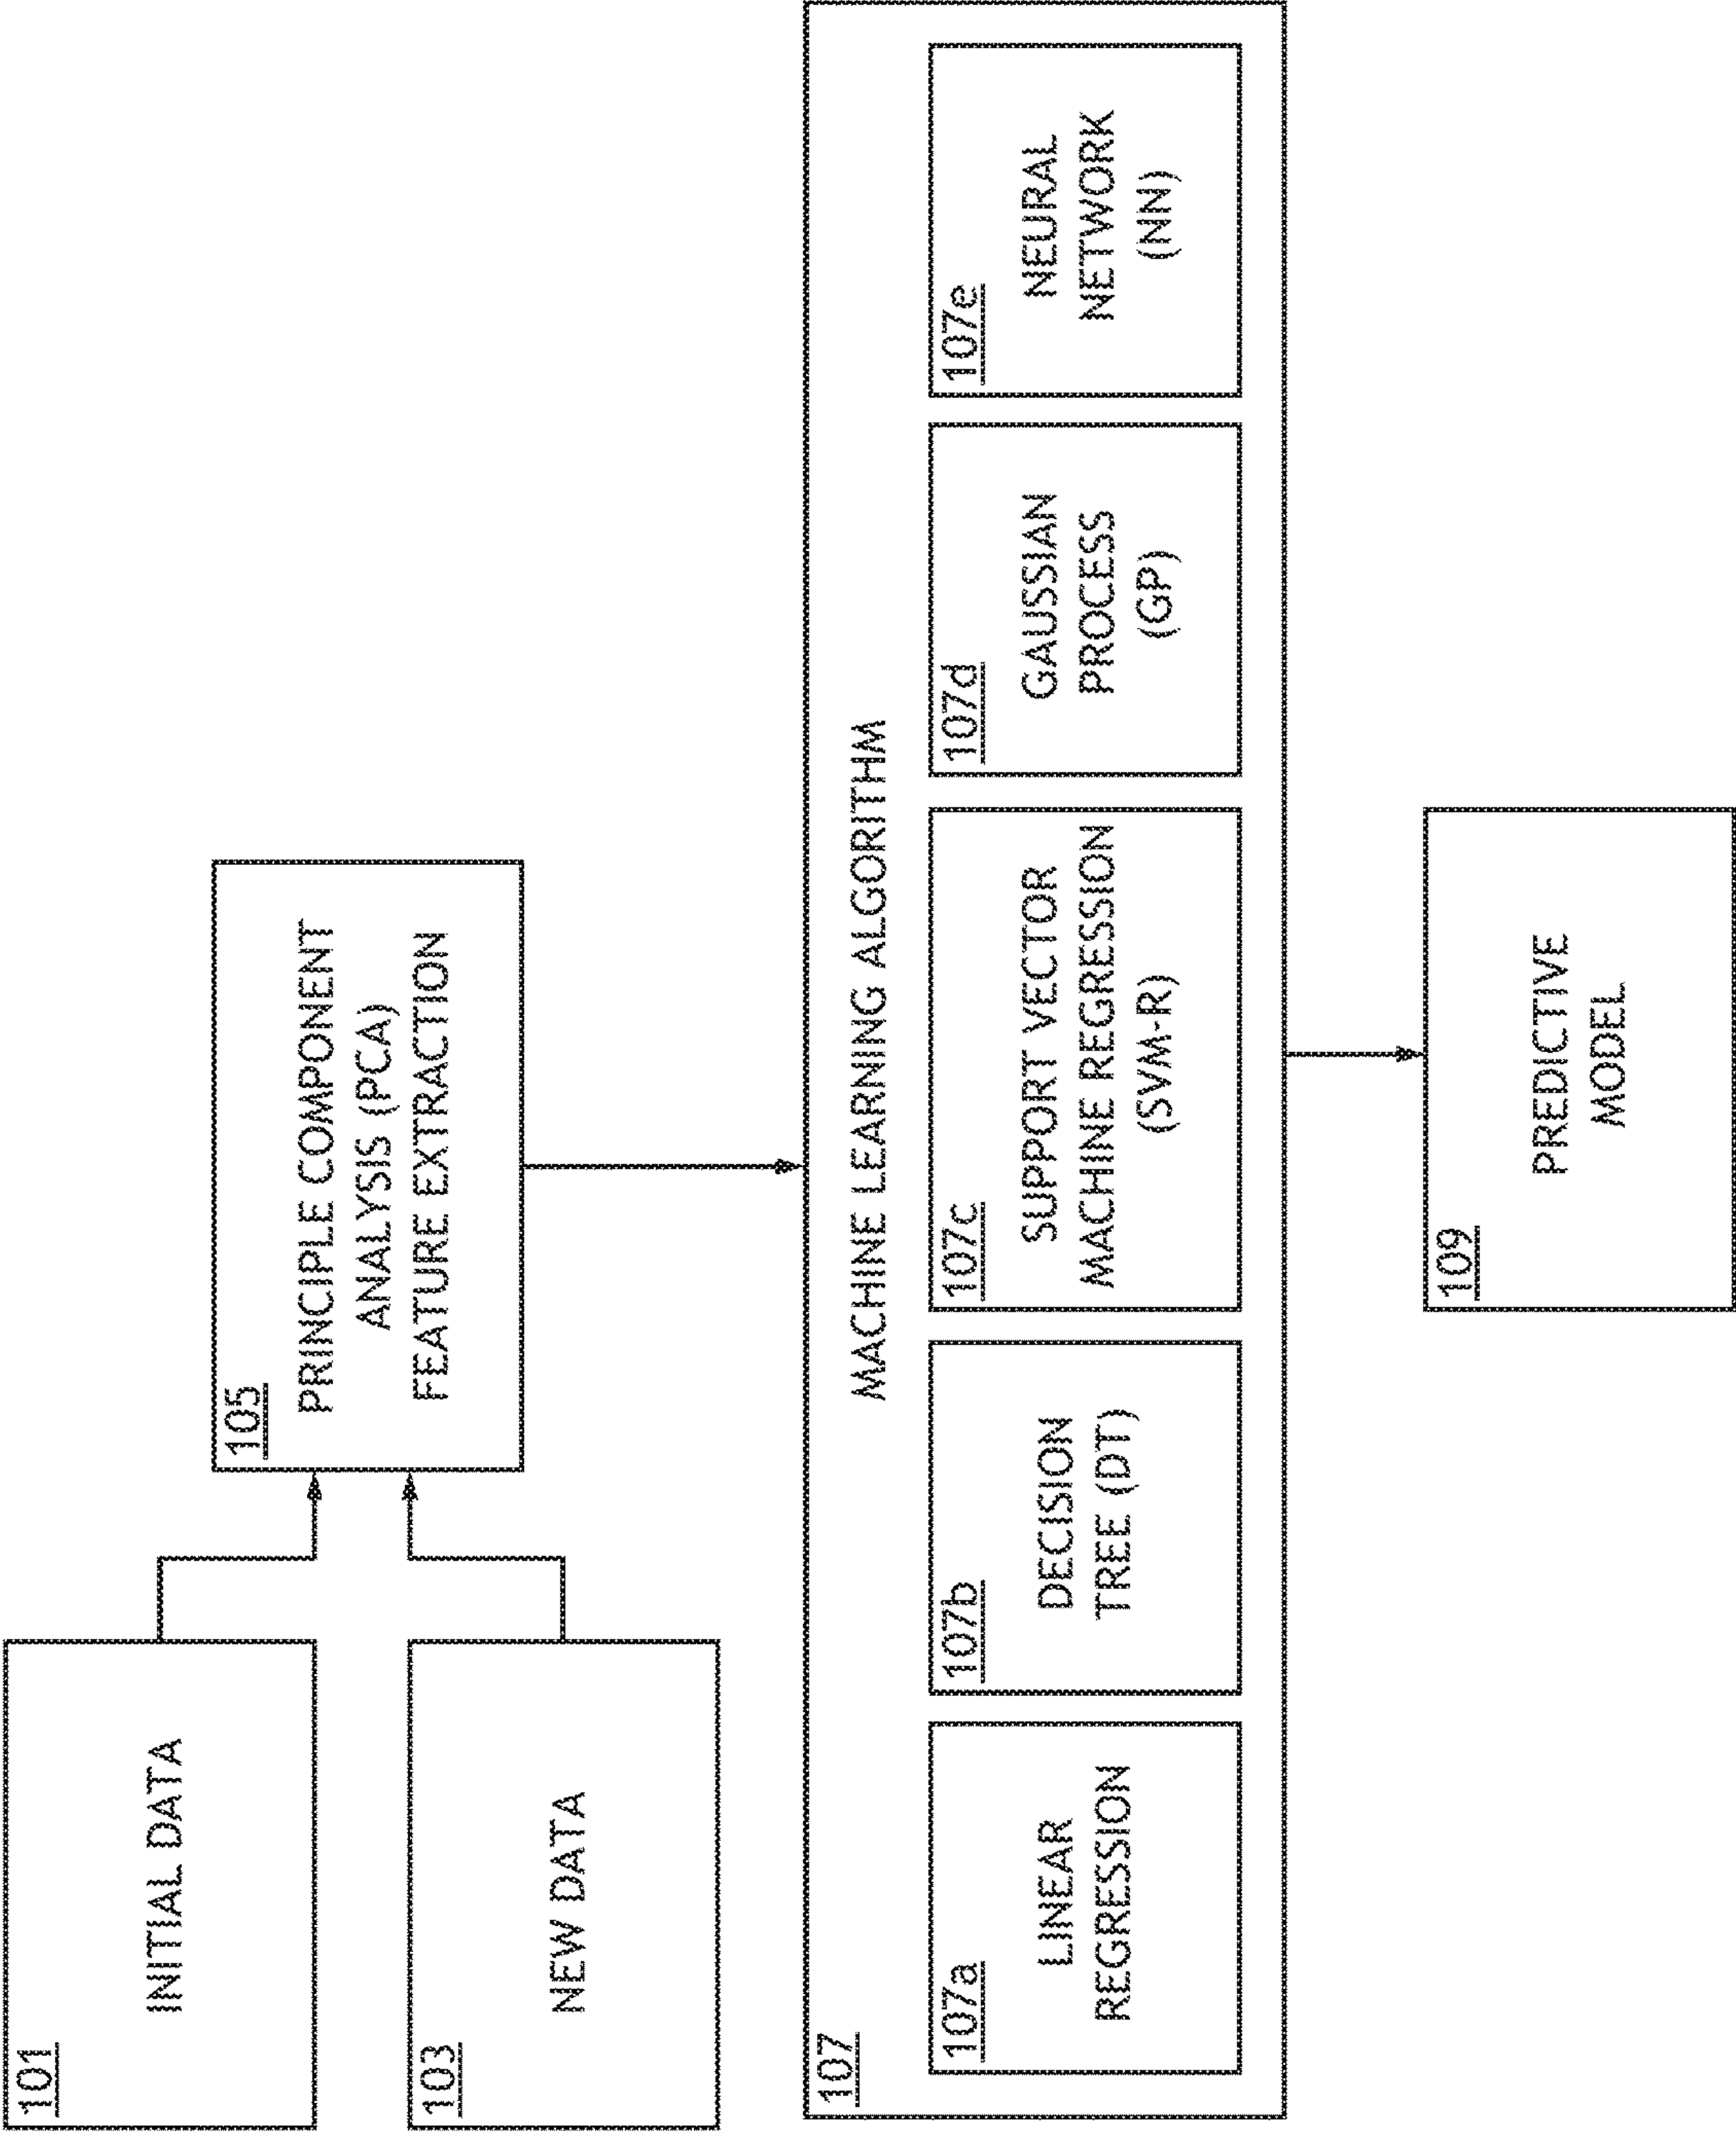 101
INITIAL DATA
103
NEW DATA
105
PRINCIPLE COMPONENT
ANALYSIS (PCA)
FEATURE EXTRACTION
107
MACHINE LEARNING ALGORITHM
107a
LINEAR
REGRESSION
107b
DECISION
TREE (DT)
107c
SUPPORT VECTOR
MACHINE REGRESSION
(SVM-R)
107d
GAUSSIAN
PROCESS
(GP)
107e
NEURAL
NETWORK
(NN)
109
PREDICTIVE
MODEL